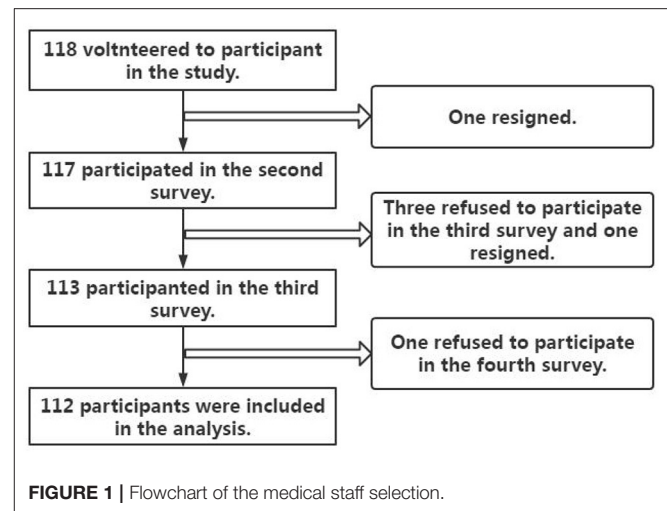 118 voltnteered to participant
in the study.
One resigned.
117 participated in the second
survey.
Three refused to participate
in the third survey and one
resigned.
113 participanted in the third
survey.
One refused to participate
in the fourth survey.
112 participants were included
in the analysis.
FIGURE 1 | Flowchart of the medical staff selection.